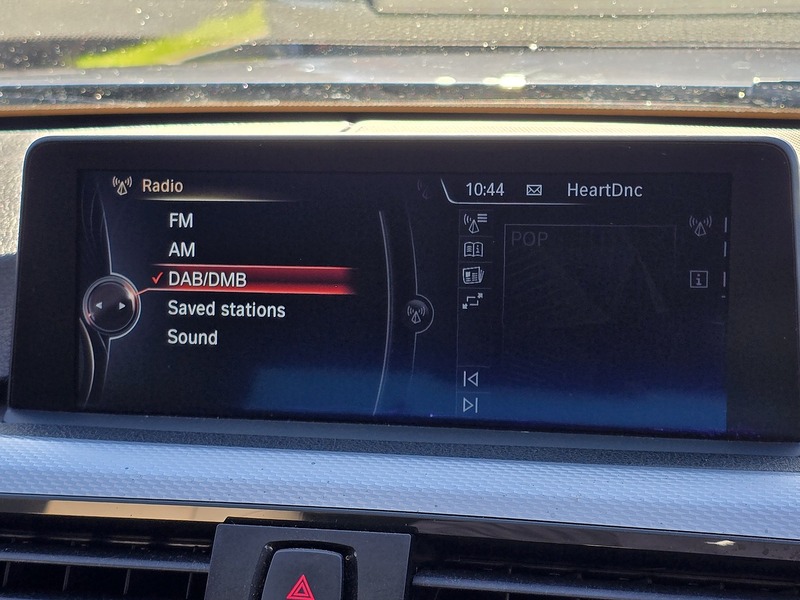 Radio
10:44 HeartDnc
FM
AM
DAB/DMB
Saved stations
Sound
POP